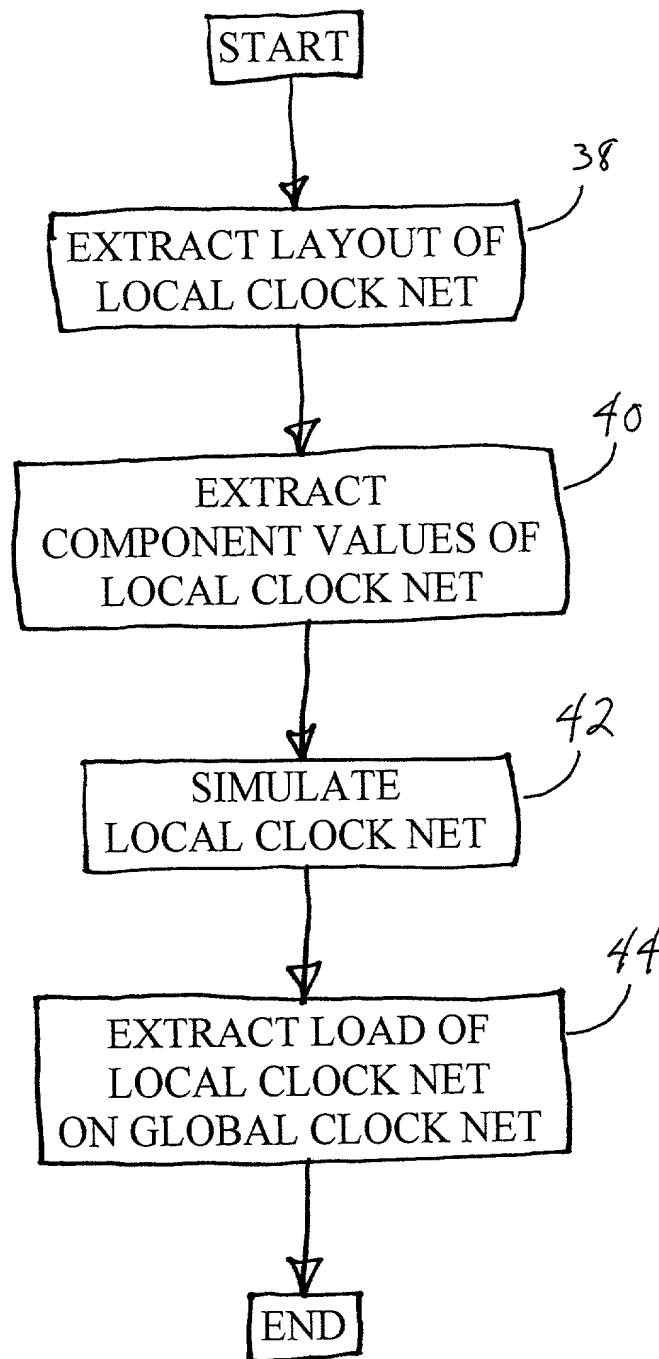 START
38
EXTRACT LAYOUT OF
LOCAL CLOCK NET
40
EXTRACT
COMPONENT VALUES OF
LOCAL CLOCK NET
42
SIMULATE
LOCAL CLOCK NET
44
EXTRACT LOAD OF
LOCAL CLOCK NET
ON GLOBAL CLOCK NET
END